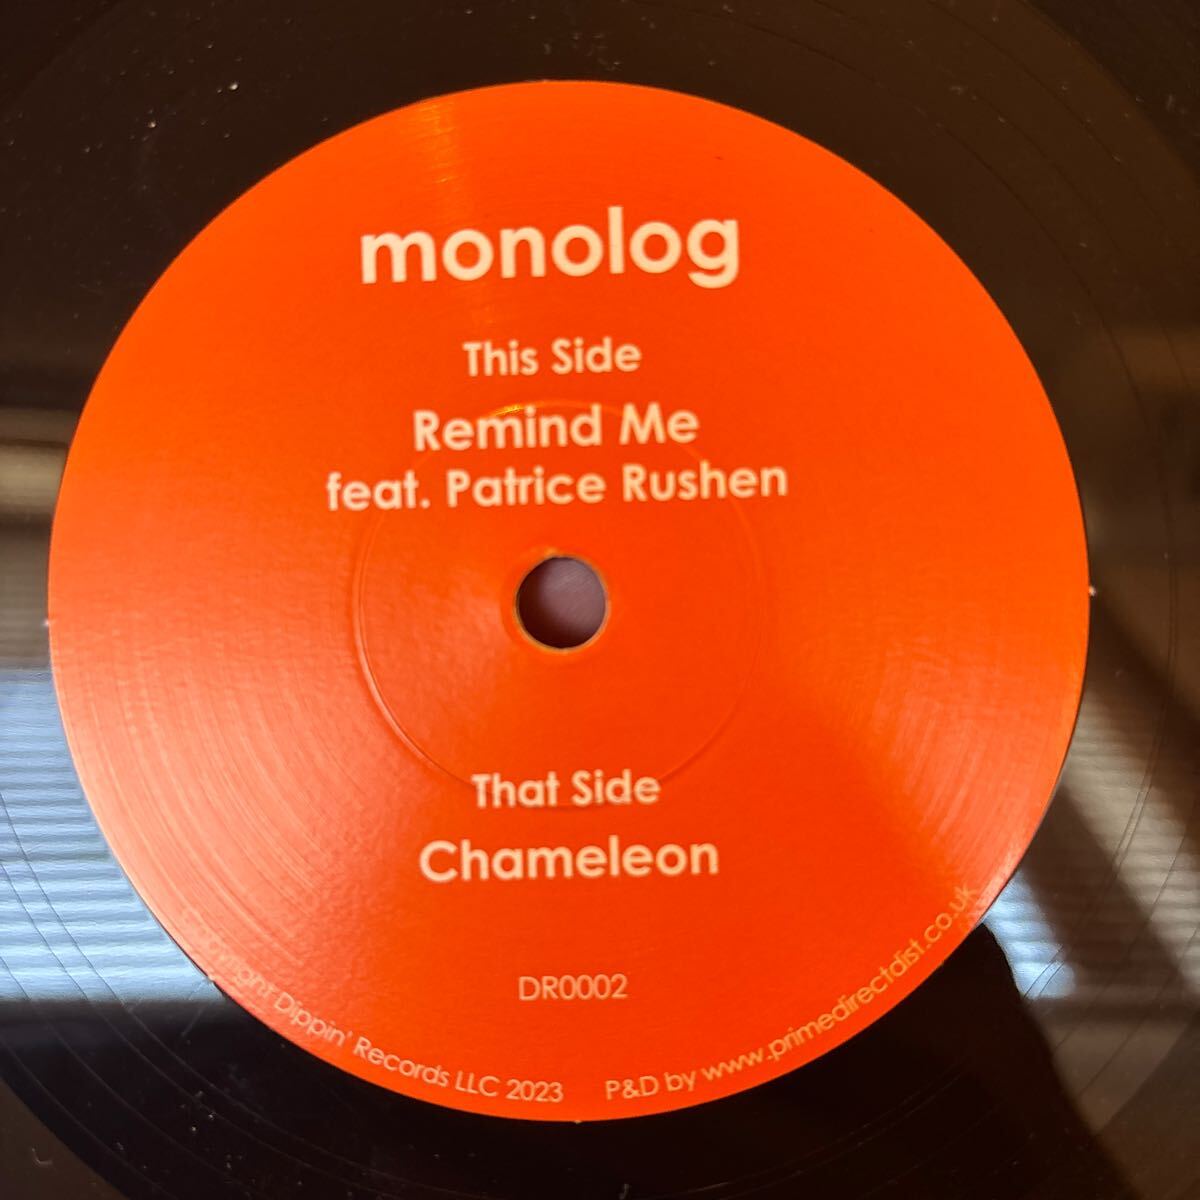 monolog
This Side
Remind Me
feat. Patrice Rushen
That Side
Chameleon
DR0002
Copyright Dippin' Records LLC 2023 P&D by www.primedirectdist.co.uk